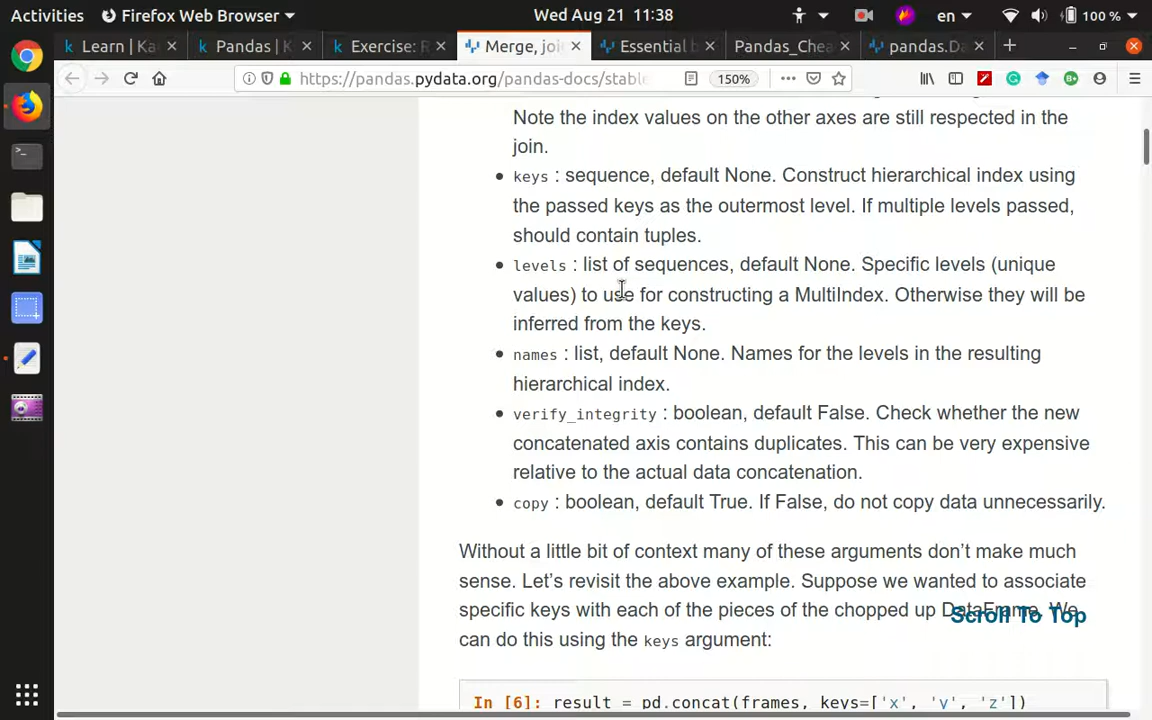 Activities Firefox Web Browser Wed Aug 21 11:38 en 100 %
Learn | Ka Pandas | K Exercise: R Merge, joi Essential b Pandas_Chea pandas.Da
https://pandas.pydata.org/pandas-docs/stable 150%
Note the index values on the other axes are still respected in the
join.
keys : sequence, default None. Construct hierarchical index using
the passed keys as the outermost level. If multiple levels passed,
should contain tuples.
levels : list of sequences, default None. Specific levels (unique
values) to use for constructing a MultiIndex. Otherwise they will be
inferred from the keys.
names : list, default None. Names for the levels in the resulting
hierarchical index.
verify_integrity : boolean, default False. Check whether the new
concatenated axis contains duplicates. This can be very expensive
relative to the actual data concatenation.
copy : boolean, default True. If False, do not copy data unnecessarily.
Without a little bit of context many of these arguments don’t make much
sense. Let’s revisit the above example. Suppose we wanted to associate
specific keys with each of the pieces of the chopped up DataFrame. We
Scroll To Top
can do this using the keys argument:
In [6]: result = pd.concat(frames, keys=['x', 'y', 'z'])